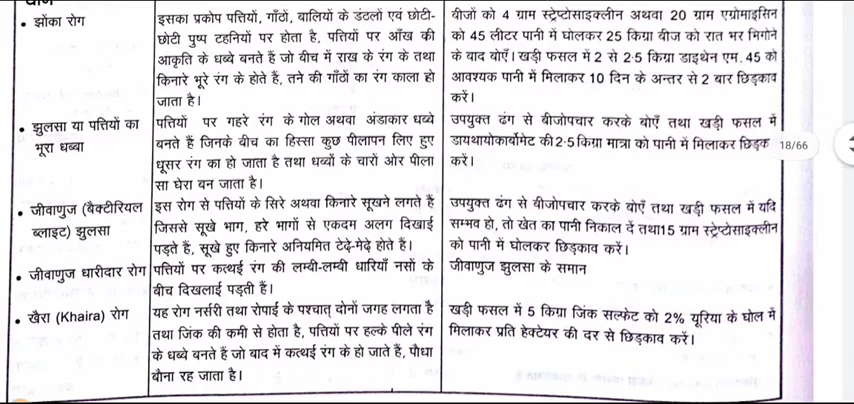 धान
• झोंका रोग
इसका प्रकोप पत्तियों, गाँठों, बालियों के डंठलों एवं छोटी-
छोटी पुष्प टहनियों पर होता है, पत्तियों पर आँख की
आकृति के धब्बे बनते हैं जो बीच में राख के रंग के तथा
किनारे भूरे रंग के होते हैं, तने की गाँठों का रंग काला हो
जाता है।
बीजों को 4 ग्राम स्ट्रेप्टोसाइक्लीन अथवा 20 ग्राम एग्रोमाइसिन
को 45 लीटर पानी में घोलकर 25 किग्रा बीज को रात भर भिगोने
के बाद बोएँ। खड़ी फसल में 2 से 2·5 किग्रा डाइथेन एम. 45 को
आवश्यक पानी में मिलाकर 10 दिन के अन्तर से 2 बार छिड़काव
करें।
• झुलसा या पत्तियों का
भूरा धब्बा
पत्तियों पर गहरे रंग के गोल अथवा अंडाकार धब्बे
बनते हैं जिनके बीच का हिस्सा कुछ पीलापन लिए हुए
धूसर रंग का हो जाता है तथा धब्बों के चारों ओर पीला
सा घेरा बन जाता है।
उपयुक्त ढंग से बीजोपचार करके बोएँ तथा खड़ी फसल में
डायथायोकार्बोमेट की 2·5 किग्रा मात्रा को पानी में मिलाकर छिड़क
करें।
18/66
• जीवाणुज (बैक्टीरियल
ब्लाइट) झुलसा
इस रोग से पत्तियों के सिरे अथवा किनारे सूखने लगते हैं
जिससे सूखे भाग, हरे भागों से एकदम अलग दिखाई
पड़ते हैं, सूखे हुए किनारे अनियमित टेढ़े-मेढ़े होते हैं।
उपयुक्त ढंग से बीजोपचार करके बोएँ तथा खड़ी फसल में यदि
सम्भव हो, तो खेत का पानी निकाल दें तथा15 ग्राम स्ट्रेप्टोसाइक्लीन
को पानी में घोलकर छिड़काव करें।
• जीवाणुज धारीदार रोग
पत्तियों पर कत्थई रंग की लम्बी-लम्बी धारियाँ नसों के
बीच दिखलाई पड़ती हैं।
जीवाणुज झुलसा के समान
• खैरा (Khaira) रोग
यह रोग नर्सरी तथा रोपाई के पश्चात् दोनों जगह लगता है
तथा जिंक की कमी से होता है, पत्तियों पर हल्के पीले रंग
के धब्बे बनते हैं जो बाद में कत्थई रंग के हो जाते हैं, पौधा
बौना रह जाता है।
खड़ी फसल में 5 किग्रा जिंक सल्फेट को 2% यूरिया के घोल में
मिलाकर प्रति हेक्टेयर की दर से छिड़काव करें।